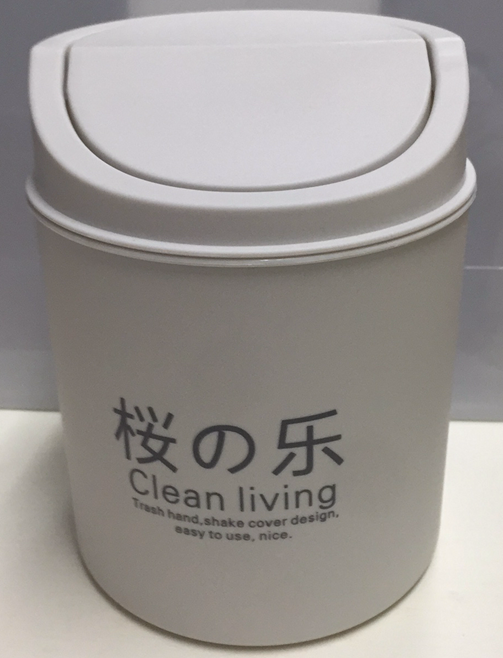 桜の乐
Clean living
Trash hand,shake cover design,
easy to use, nice.